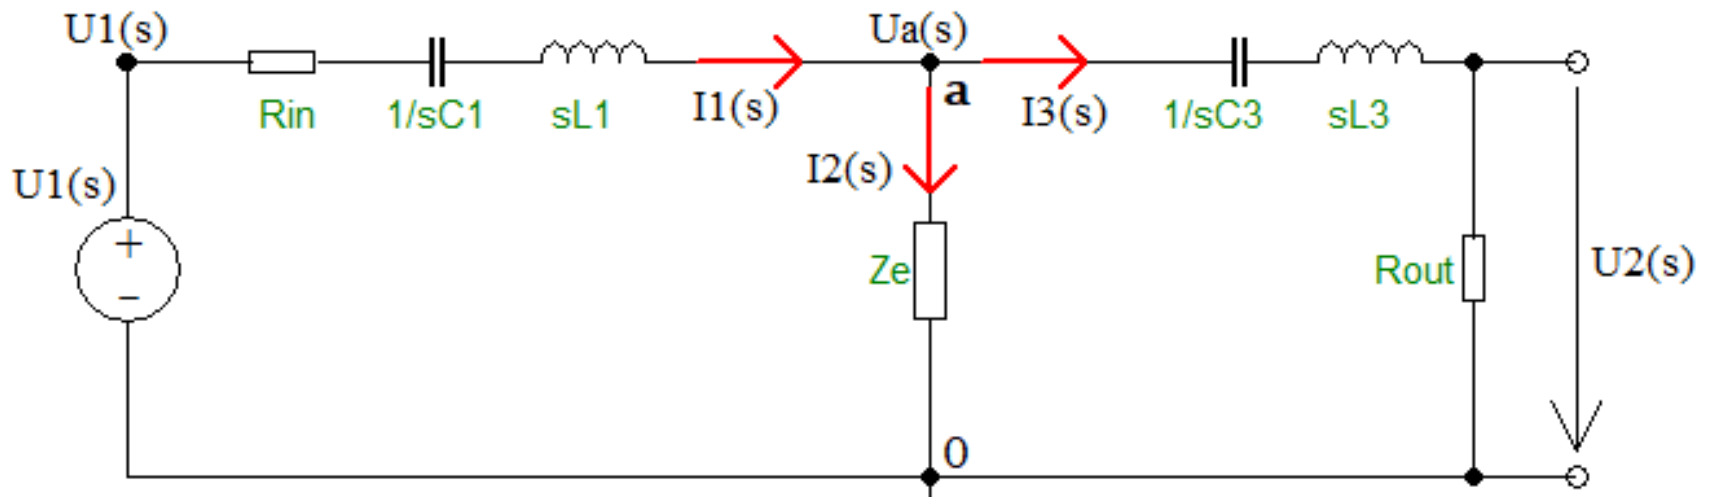 U1(s)
Ua(s)
Rin
1/sC1
sL1
I1(s)
a
I3(s)
1/sC3
sL3
U1(s)
I2(s)
+
−
Ze
Rout
U2(s)
0